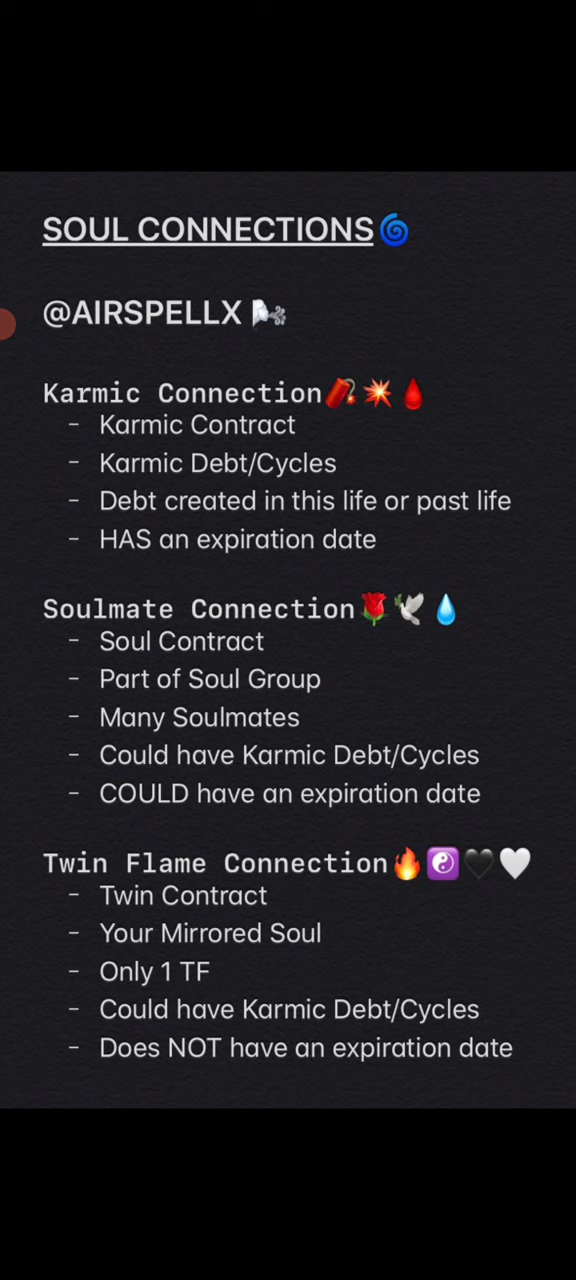 SOUL CONNECTIONS🌀
@AIRSPELLX 🌬️
Karmic Connection🧨💥🩸
- Karmic Contract
- Karmic Debt/Cycles
- Debt created in this life or past life
- HAS an expiration date
Soulmate Connection🌹🕊️💧
- Soul Contract
- Part of Soul Group
- Many Soulmates
- Could have Karmic Debt/Cycles
- COULD have an expiration date
Twin Flame Connection🔥☯️🖤🤍
- Twin Contract
- Your Mirrored Soul
- Only 1 TF
- Could have Karmic Debt/Cycles
- Does NOT have an expiration date